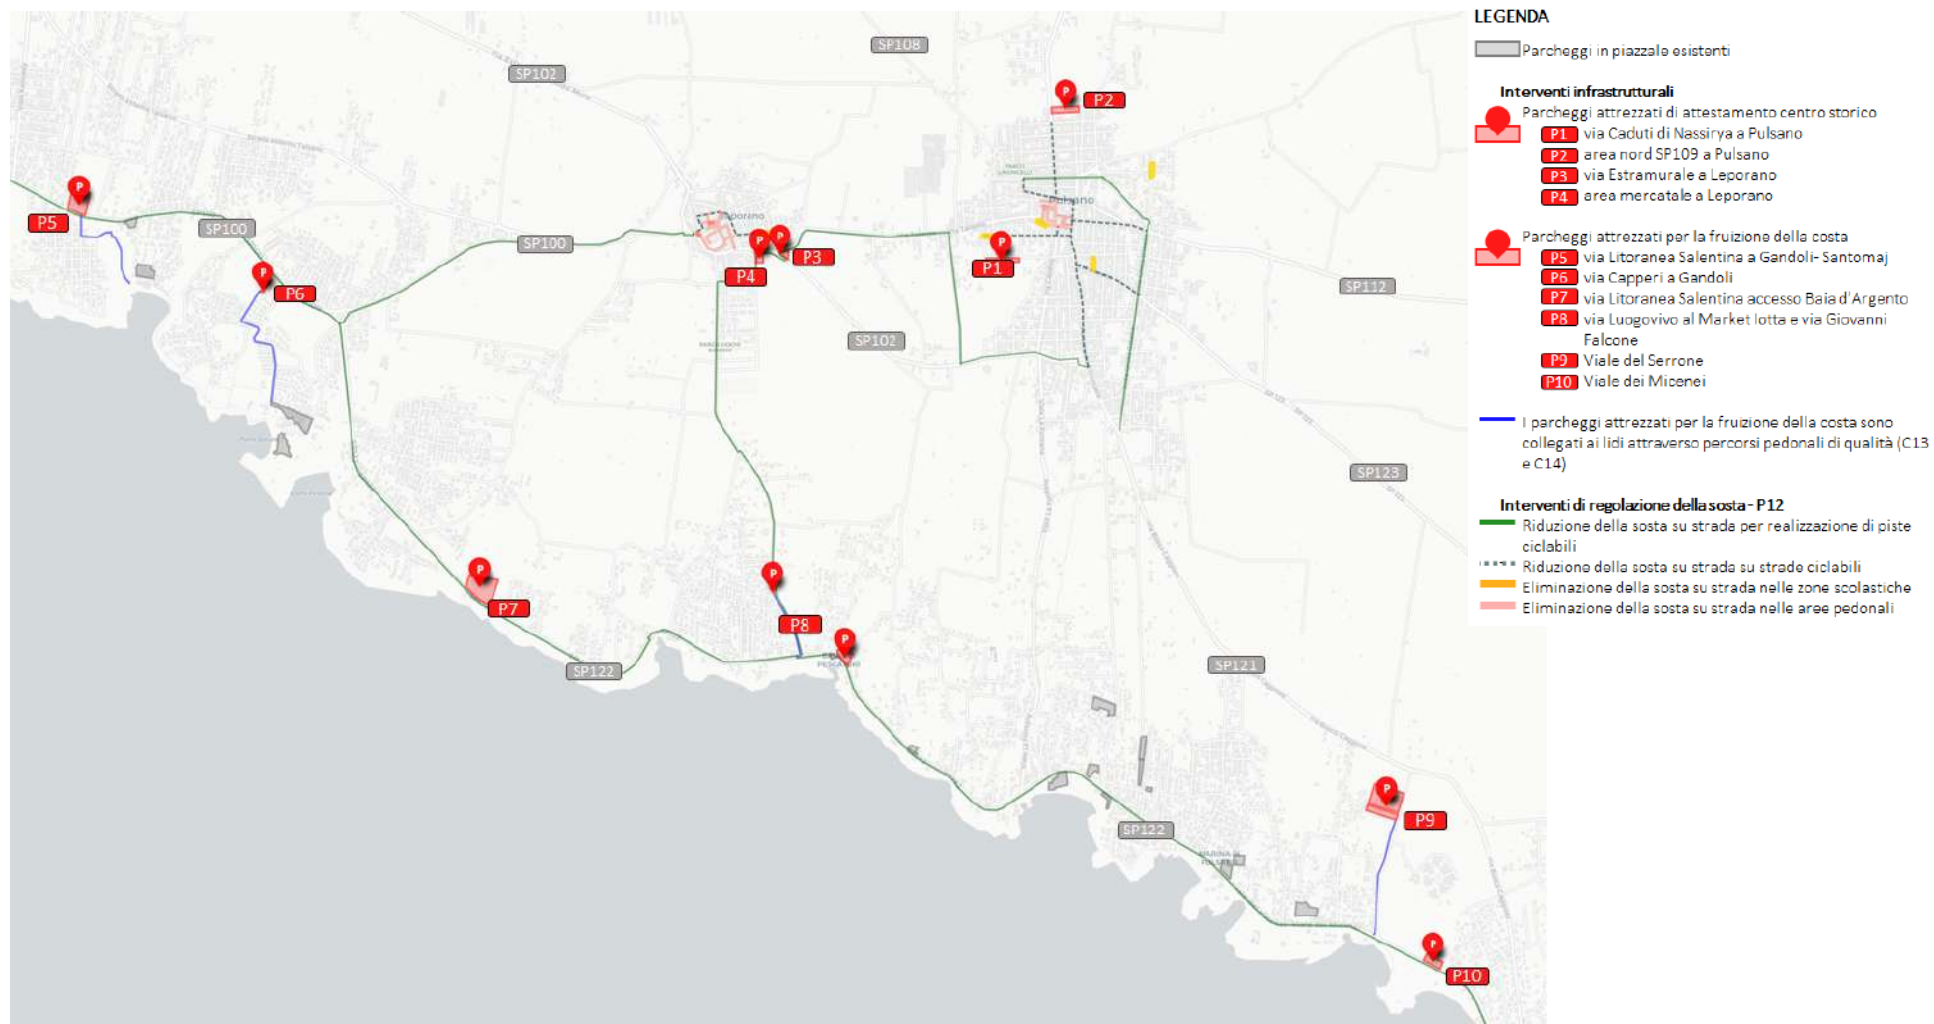 LEGENDA
Parcheggi in piazzale esistenti
Interventi infrastrutturali
Parcheggi attrezzati di attestamento centro storico
P1 via Caduti di Nassirya a Pulsano
P2 area nord SP109 a Pulsano
P3 via Estramurale a Leporano
P4 area mercatale a Leporano
Parcheggi attrezzati per la fruizione della costa
P5 via Litoranea Salentina a Gandoli- Santomaj
P6 via Capperi a Gandoli
P7 via Litoranea Salentina accesso Baia d'Argento
P8 via Luogovivo al Market Iotta e via Giovanni
Falcone
P9 Viale del Serrone
P10 Viale dei Micenei
I parcheggi attrezzati per la fruizione della costa sono
collegati ai lidi attraverso percorsi pedonali di qualità (C13
e C14)
Interventi di regolazione della sosta - P12
Riduzione della sosta su strada per realizzazione di piste
ciclabili
Riduzione della sosta su strada su strade ciclabili
Eliminazione della sosta su strada nelle zone scolastiche
Eliminazione della sosta su strada nelle aree pedonali
SP108
SP102
P
P2
P
P5
SP100
SP100
Pulsano
P
P6
P
P
P3
P4
P
P1
SP112
SP102
SP123
P
P7
P
P8
P
SP122
SP121
P
P9
SP122
P
P10